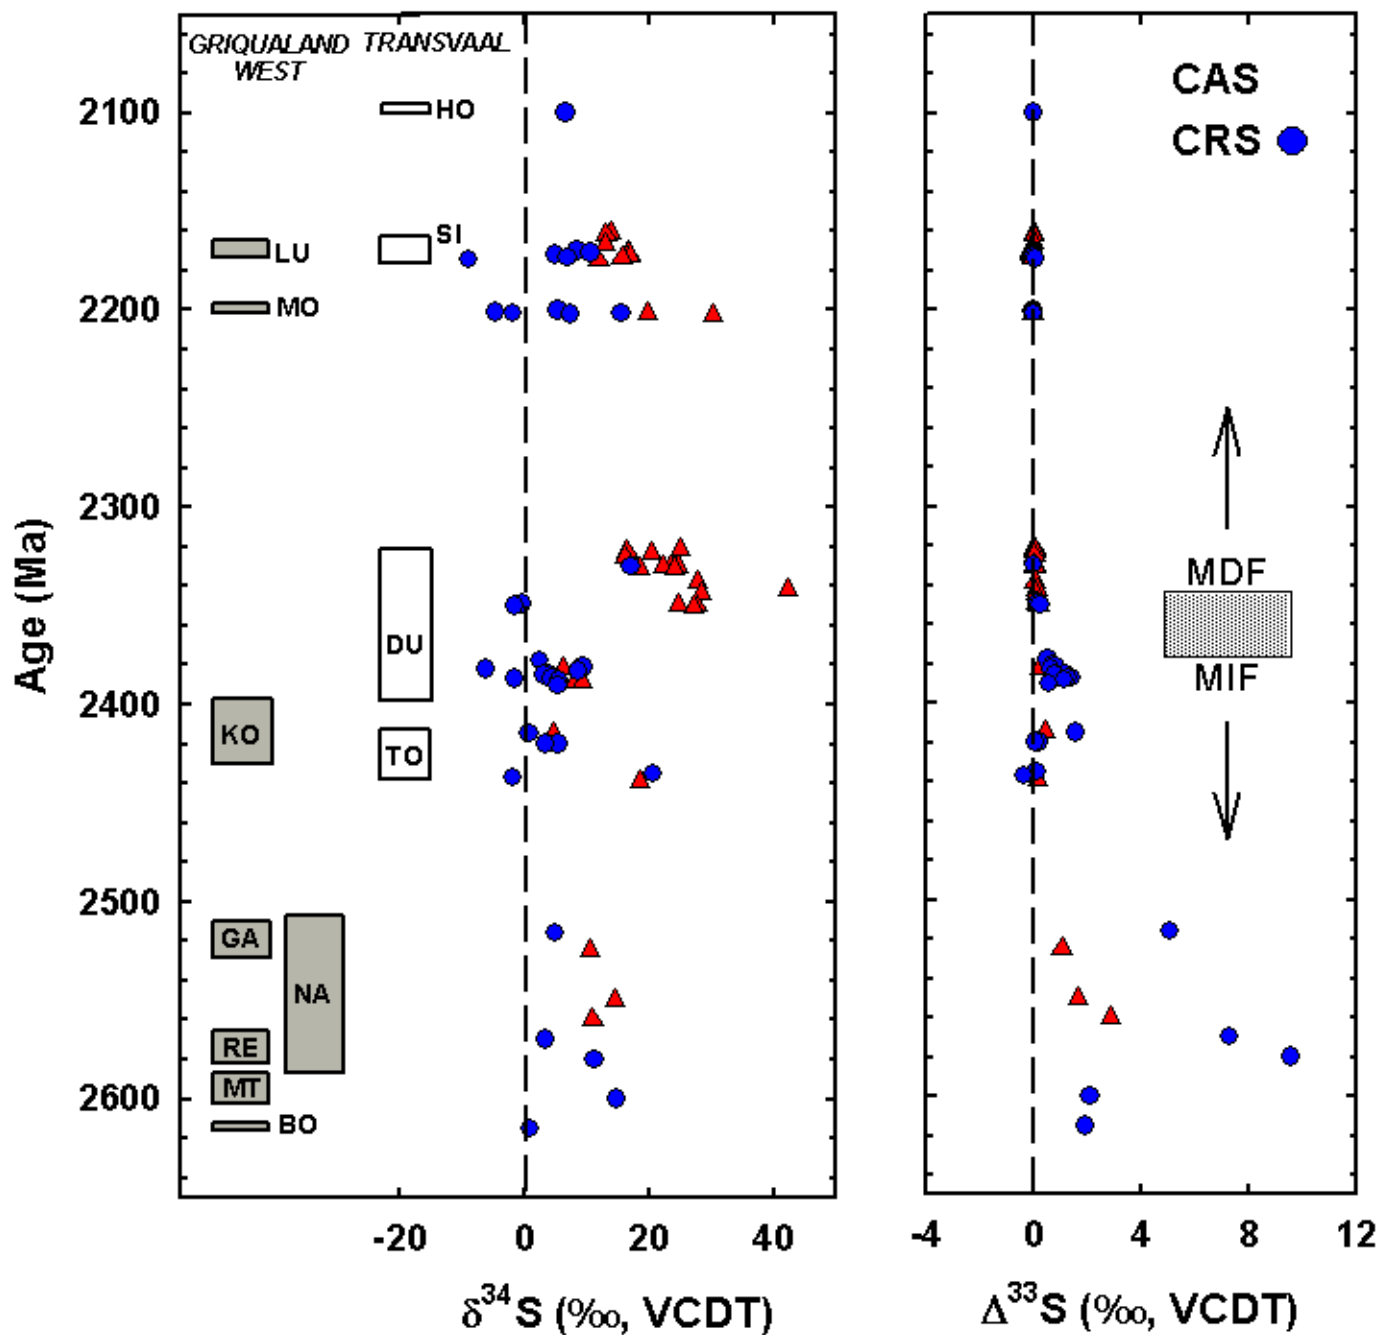 GRIQUALAND
WEST
TRANSVAAL
HO
SI
LU
MO
DU
KO
TO
GA
NA
RE
MT
BO
2100
2200
2300
2400
2500
2600
Age (Ma)
-20 0 20 40
δ³⁴S (‰, VCDT)
CAS
CRS
MDF
MIF
-4 0 4 8 12
Δ³³S (‰, VCDT)